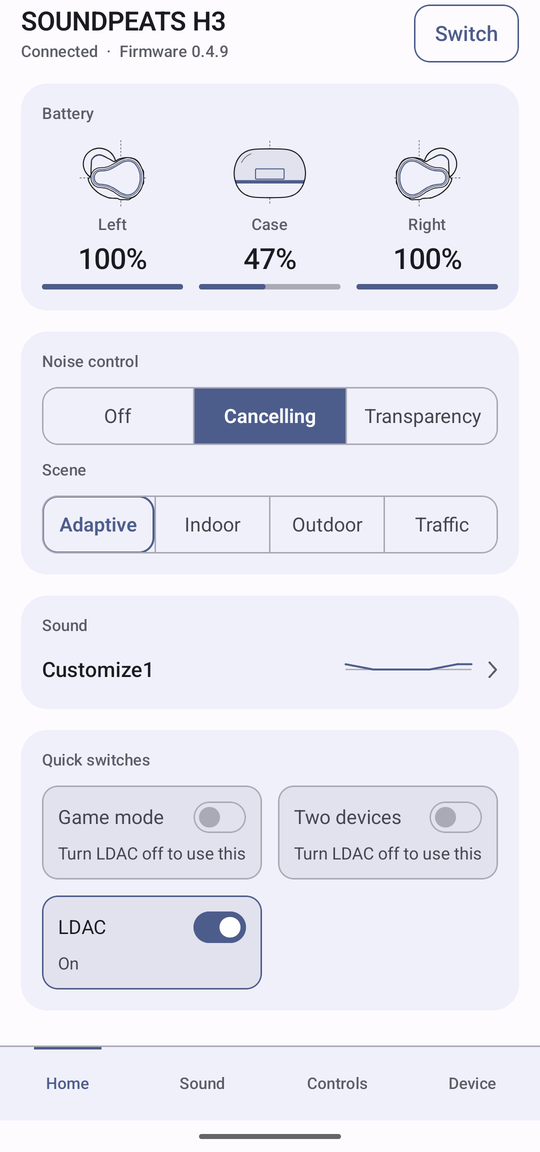 SOUNDPEATS H3
Switch
Connected · Firmware 0.4.9
Battery
Left
Case
Right
100%
47%
100%
Noise control
Off
Cancelling
Transparency
Scene
Adaptive
Indoor
Outdoor
Traffic
Sound
Customize1
Quick switches
Game mode
Two devices
Turn LDAC off to use this
Turn LDAC off to use this
LDAC
On
Home
Sound
Controls
Device